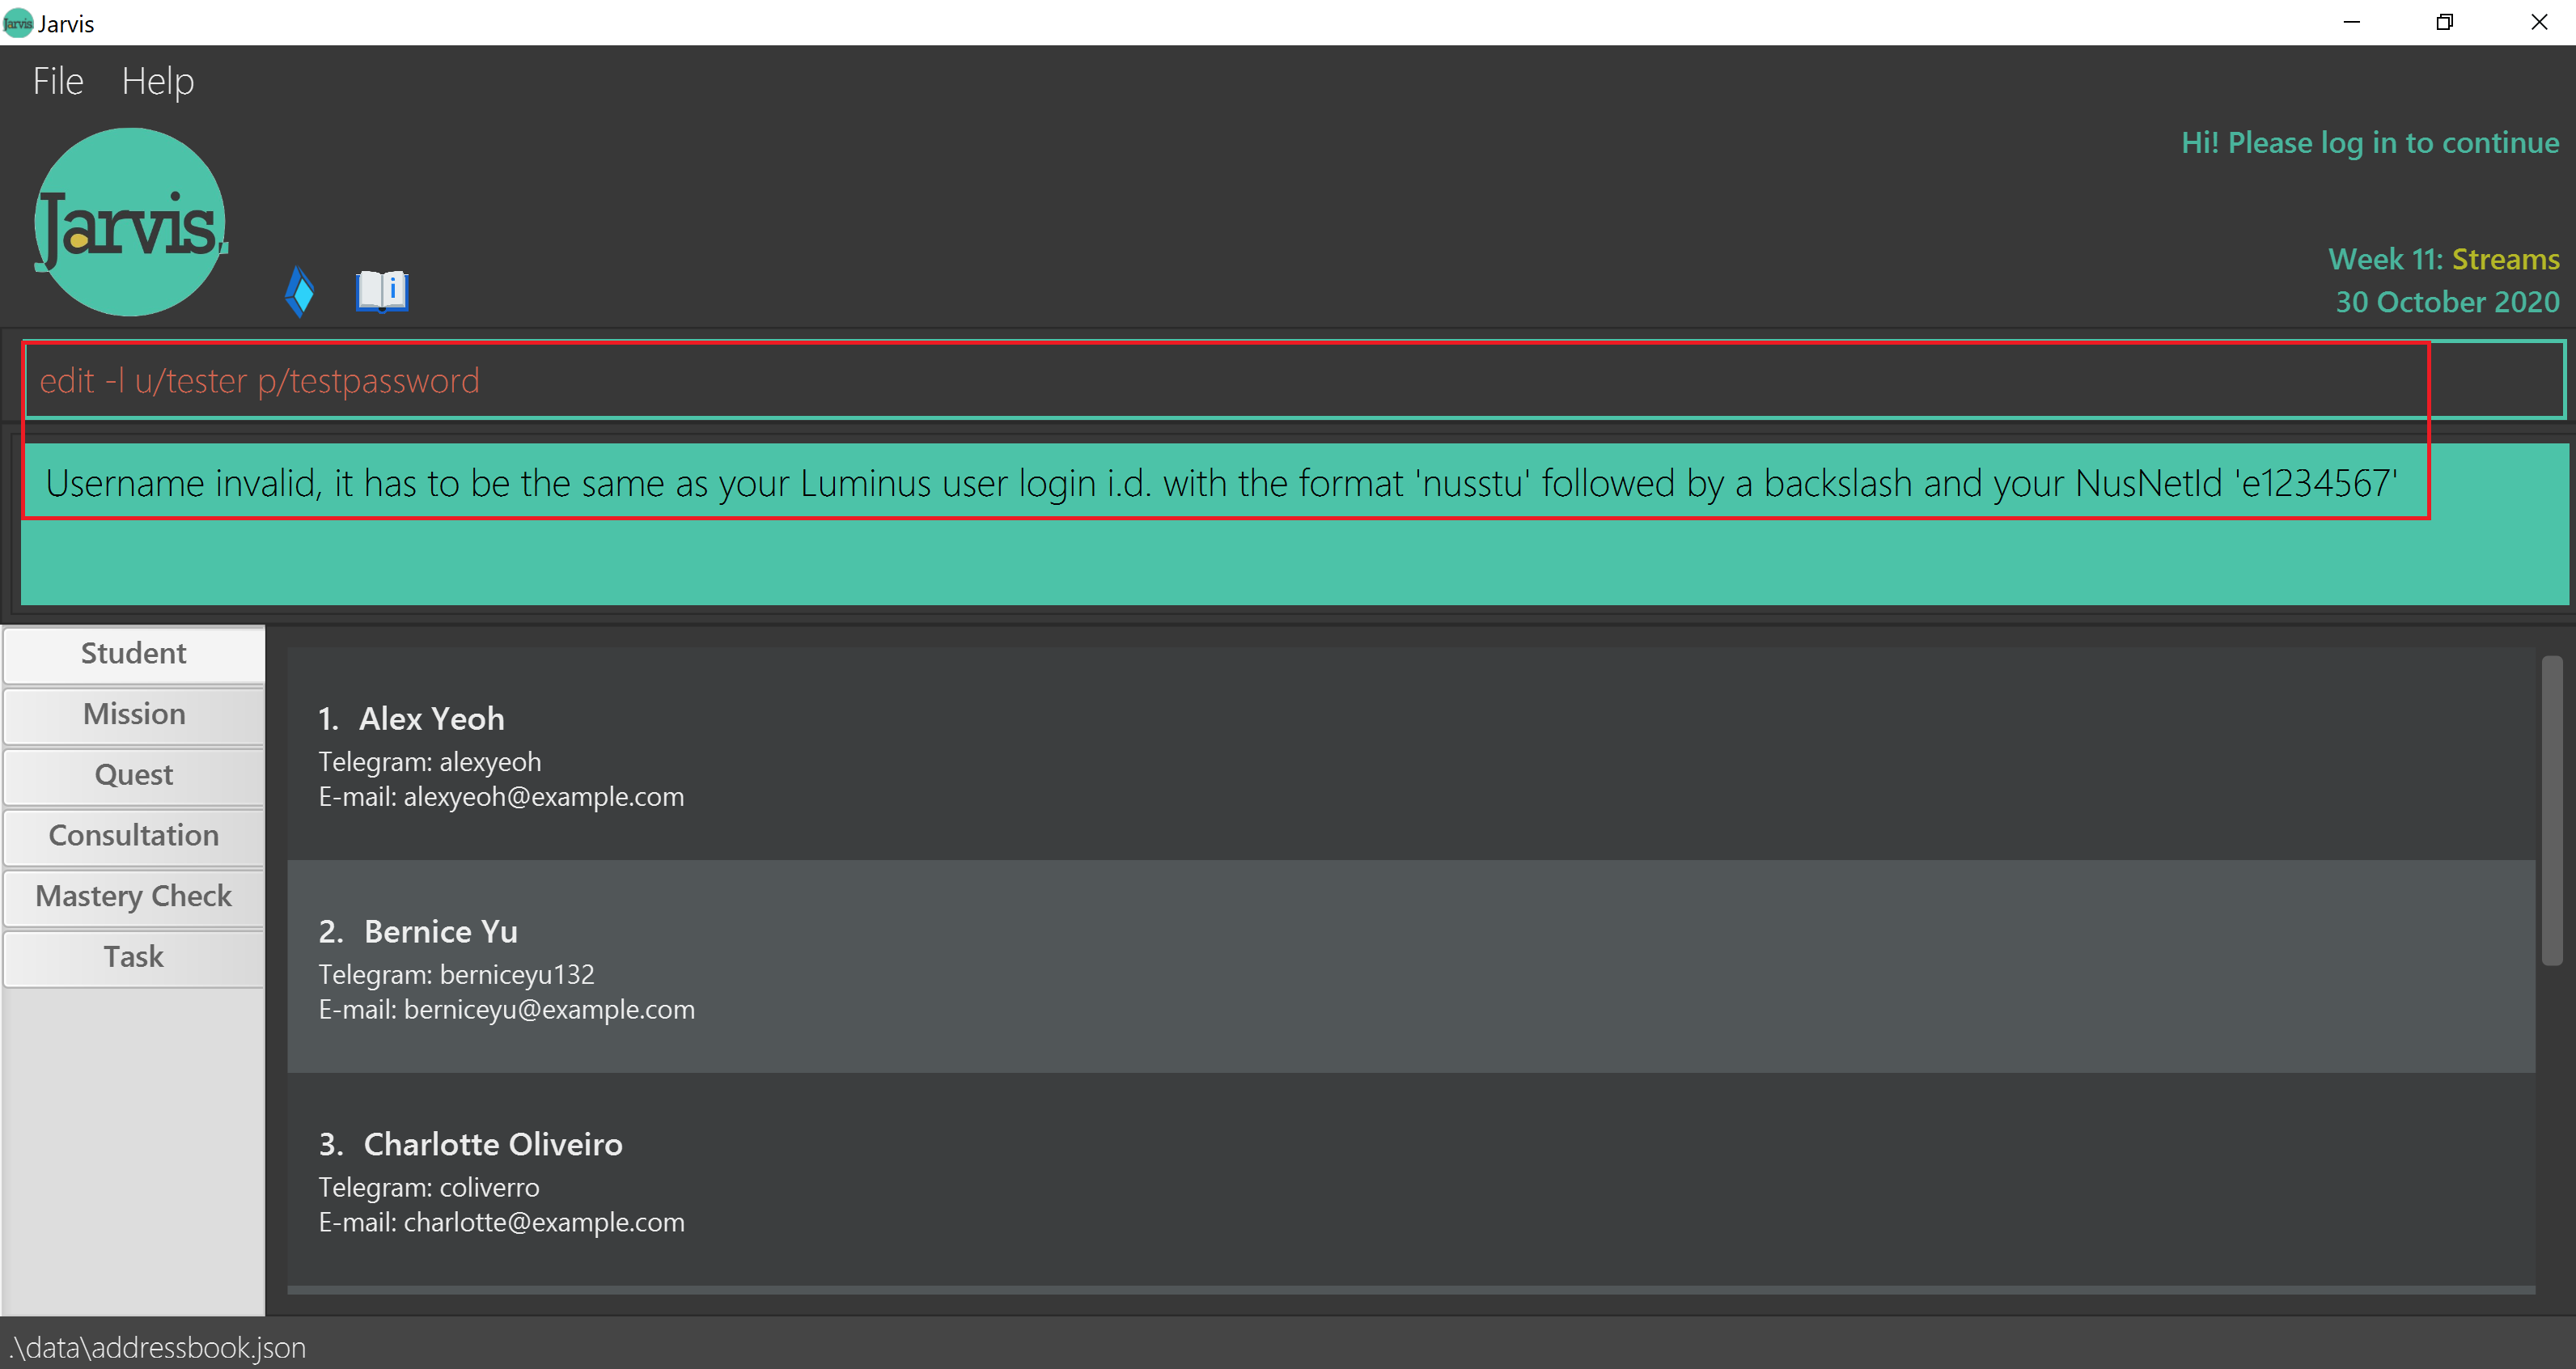 Jarvis
File Help
Hi! Please log in to continue
Jarvis,
Week 11: Streams
30 October 2020
edit -l u/tester p/testpassword
Username invalid, it has to be the same as your Luminus user login i.d. with the format 'nusstu' followed by a backslash and your NusNetId 'e1234567'
Student
Mission
Quest
Consultation
Mastery Check
Task
1. Alex Yeoh
Telegram: alexyeoh
E-mail: alexyeoh@example.com
2. Bernice Yu
Telegram: berniceyu132
E-mail: berniceyu@example.com
3. Charlotte Oliveiro
Telegram: coliverro
E-mail: charlotte@example.com
.\data\addressbook.json